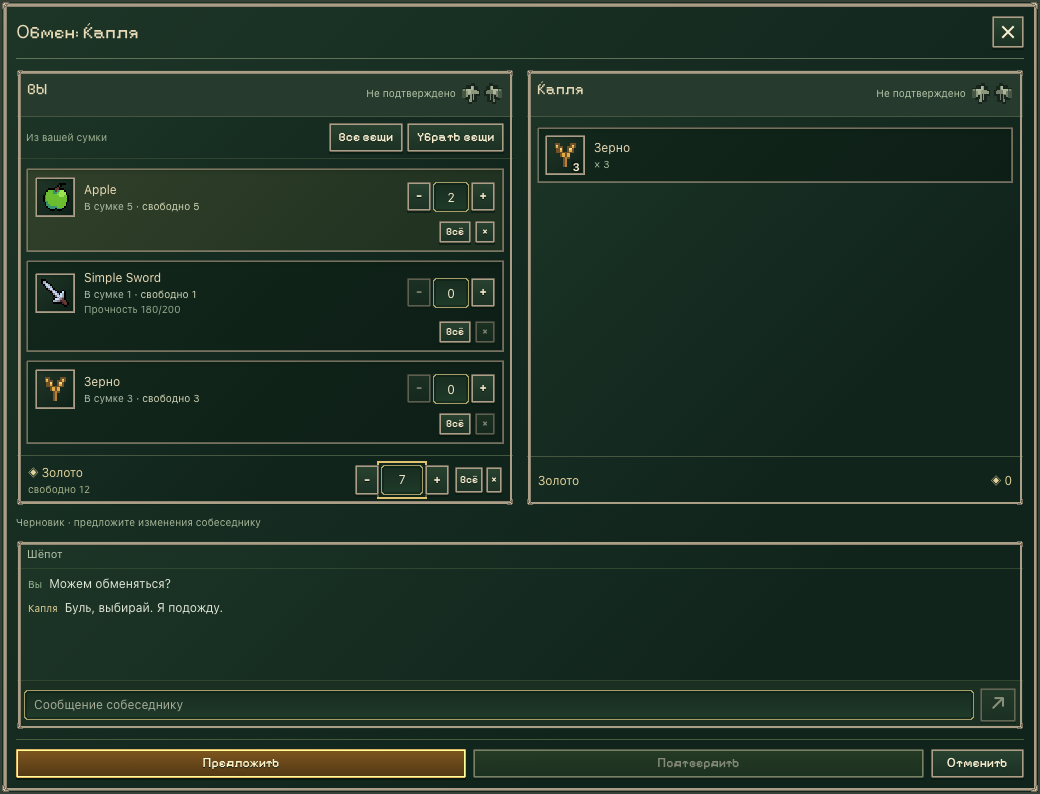 Обмен: Капля
✕
Вы
Не подтверждено
Из вашей сумки
Все вещи
Убрать вещи
Apple
В сумке 5 · свободно 5
- 2 +
Всё ×
Simple Sword
В сумке 1 · свободно 1
Прочность 180/200
- 0 +
Всё ×
Зерно
В сумке 3 · свободно 3
- 0 +
Всё ×
Золото
свободно 12
- 7 + Всё ×
Капля
Не подтверждено
3
Зерно
× 3
Золото
0
Черновик · предложите изменения собеседнику
Шёпот
Вы Можем обменяться?
Капля Буль, выбирай. Я подожду.
Сообщение собеседнику
Предложить
Подтвердить
Отменить